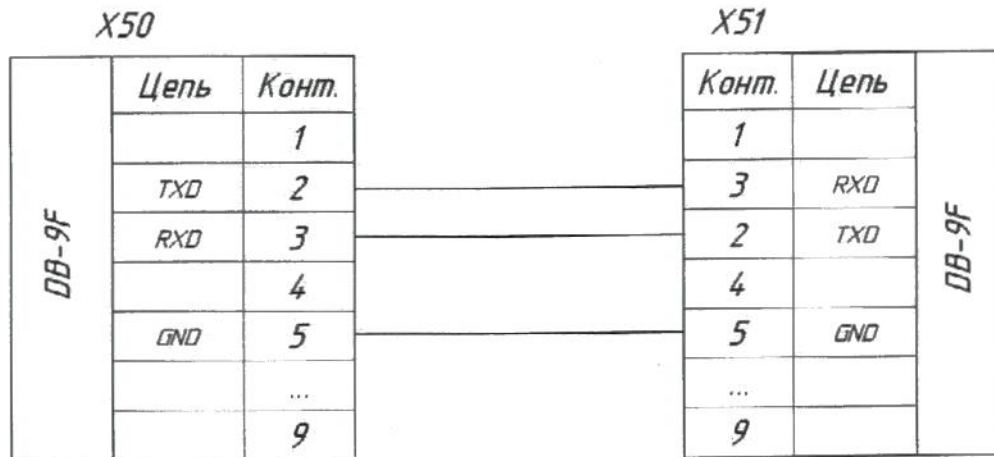 X50
X51
DB-9F
Цепь Конт.
1
TXD 2
RXD 3
4
GND 5
...
9
Конт. Цепь
1
3 RXD
2 TXD
4
5 GND
...
9
DB-9F